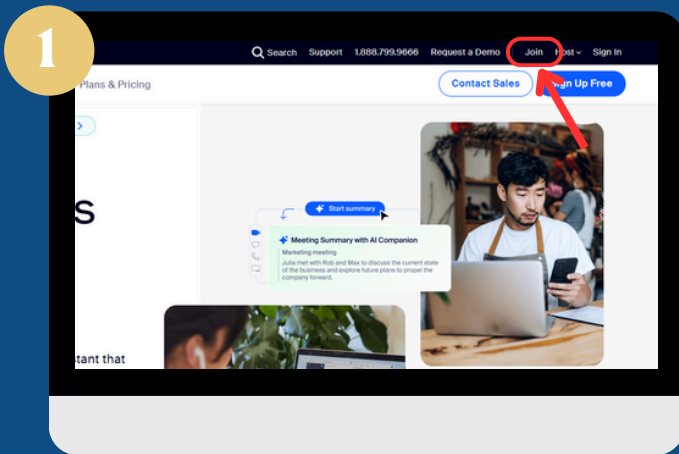 1
Search Support 1.888.799.9666 Request a Demo Join Host Sign In
Plans & Pricing
Contact Sales
Sign Up Free
S
Start summary
Meeting Summary with AI Companion
Marketing meeting
Julia met with Rob and Max to discuss the current state
of the business and explore future plans to propel the
company forward.
tant that